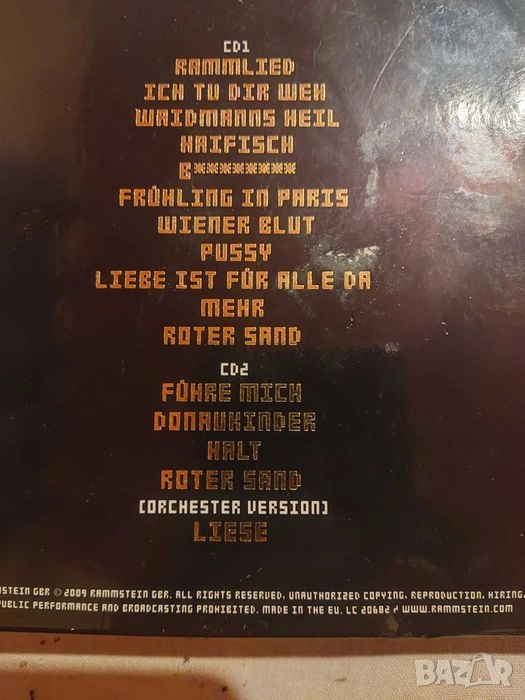 CD1
RAMMLIED
ICH TU DIR WEH
WAIDMANNS HEIL
HAIFISCH
B********
FRÜHLING IN PARIS
WIENER BLUT
PUSSY
LIEBE IST FÜR ALLE DA
MEHR
ROTER SAND
CD2
FÜHRE MICH
DONAUKINDER
HALT
ROTER SAND
(ORCHESTER VERSION)
LIESE
MSTEIN GBR © 2009 RAMMSTEIN GBR. ALL RIGHTS RESERVED. UNAUTHORIZED COPYING, REPRODUCTION, HIRING,
PUBLIC PERFORMANCE AND BROADCASTING PROHIBITED. MADE IN THE EU. LC 20682 / WWW.RAMMSTEIN.COM
BAZAR